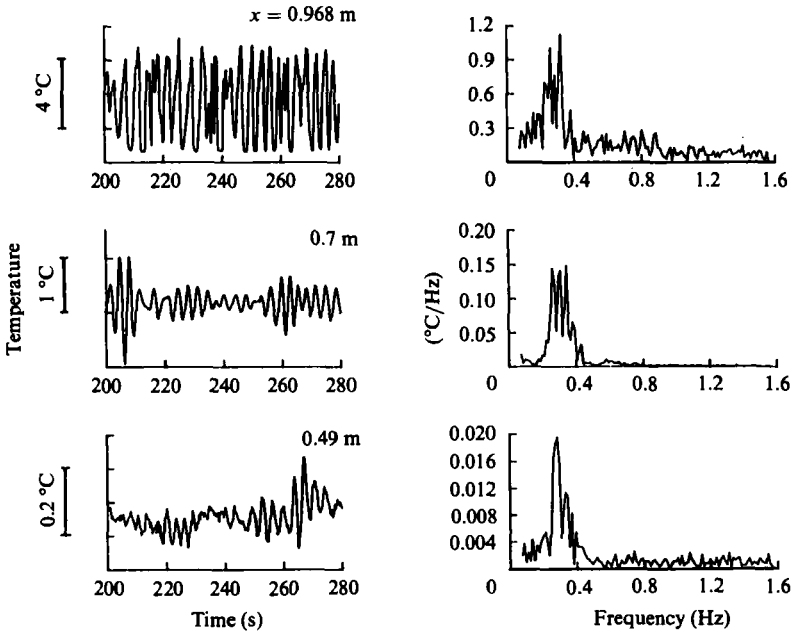 x = 0.968 m
4 °C
200 220 240 260 280
1.2
0.9
0.6
0.3
0 0.4 0.8 1.2 1.6
0.7 m
1 °C
Temperature
200 220 240 260 280
0.20
0.15
0.10
0.05
(°C/Hz)
0 0.4 0.8 1.2 1.6
0.49 m
0.2 °C
200 220 240 260 280
Time (s)
0.020
0.016
0.012
0.008
0.004
0 0.4 0.8 1.2 1.6
Frequency (Hz)